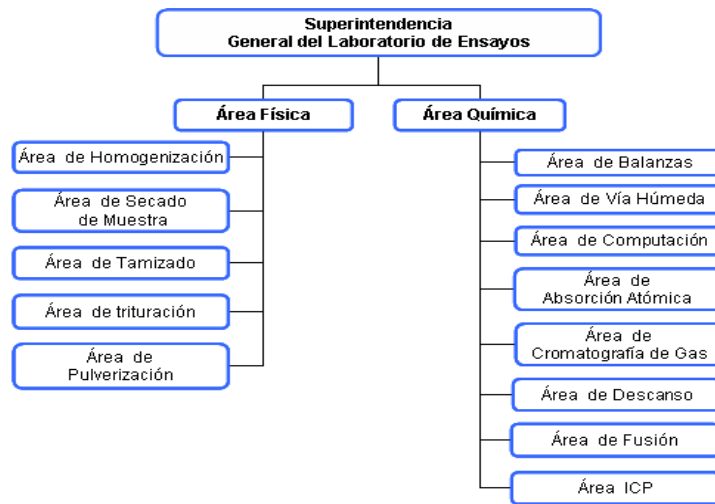 Superintendencia
General del Laboratorio de Ensayos
Área Física
Área Química
Área de Homogenización
Área de Secado
de Muestra
Área de Tamizado
Área de trituración
Área de
Pulverización
Área de Balanzas
Área de Vía Húmeda
Área de Computación
Área de
Absorción Atómica
Área de
Cromatografía de Gas
Área de Descanso
Área de Fusión
Área ICP